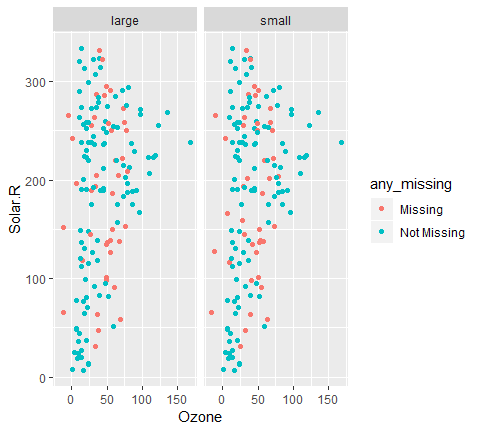 large
small
Solar.R
300
200
100
0
0 50 100 150
0 50 100 150
Ozone
any_missing
Missing
Not Missing